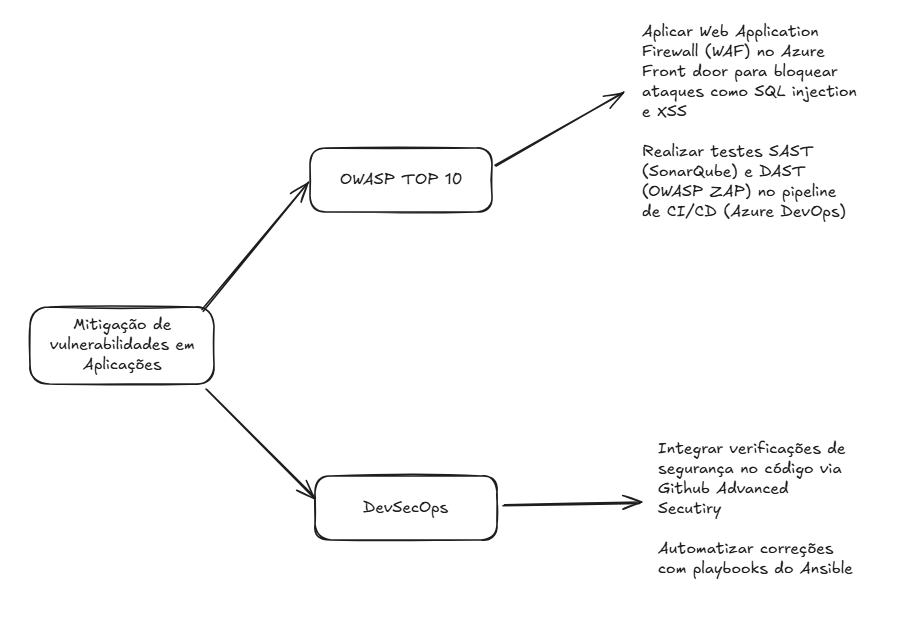 Aplicar Web Application
Firewall (WAF) no Azure
Front door para bloquear
ataques como SQL injection
e XSS
Realizar testes SAST
(SonarQube) e DAST
(OWASP ZAP) no pipeline
de CI/CD (Azure DevOps)
OWASP TOP 10
Mitigação de
vulnerabilidades em
Aplicações
DevSecOps
Integrar verificações de
segurança no código via
Github Advanced
Secutiry
Automatizar correções
com playbooks do Ansible